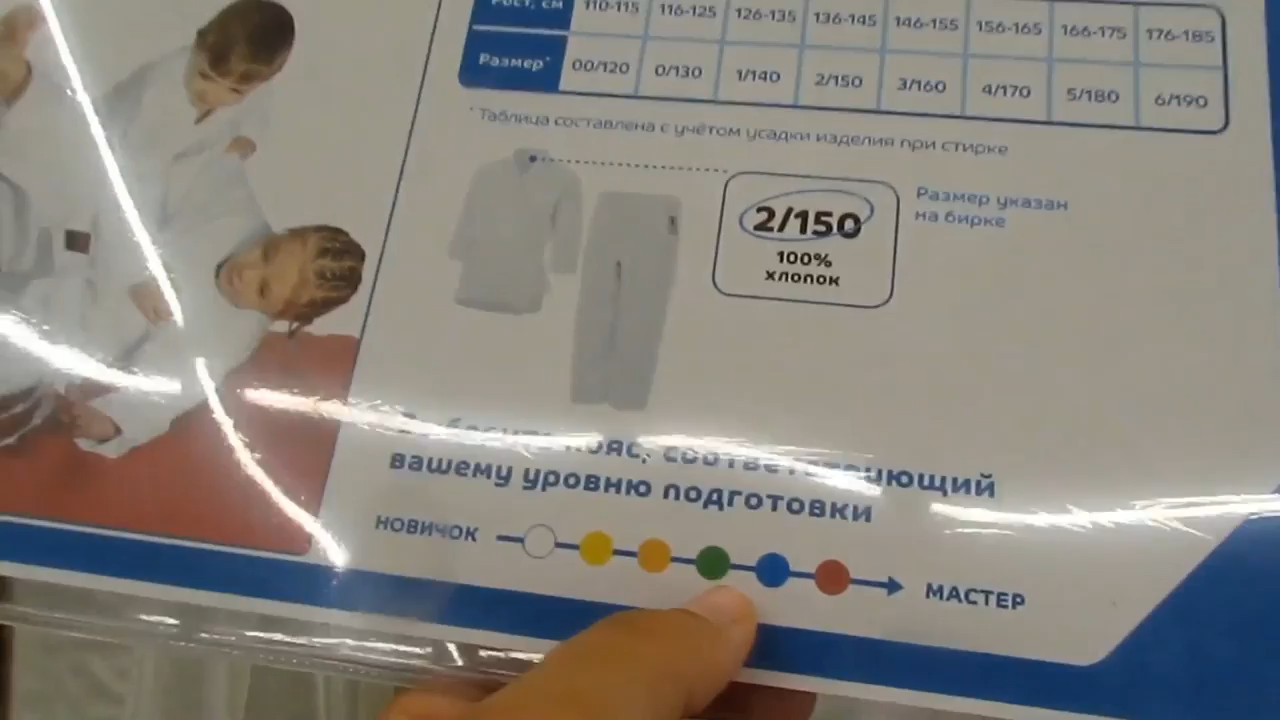 Рост, см 110-115 116-125 126-135 136-145 146-155 156-165 166-175 176-185
Размер* 00/120 0/130 1/140 2/150 3/160 4/170 5/180 6/190
* Таблица составлена с учётом усадки изделия при стирке
2/150
100%
хлопок
Размер указан
на бирке
пояс, соответствующий
вашему уровню подготовки
НОВИЧОК
МАСТЕР